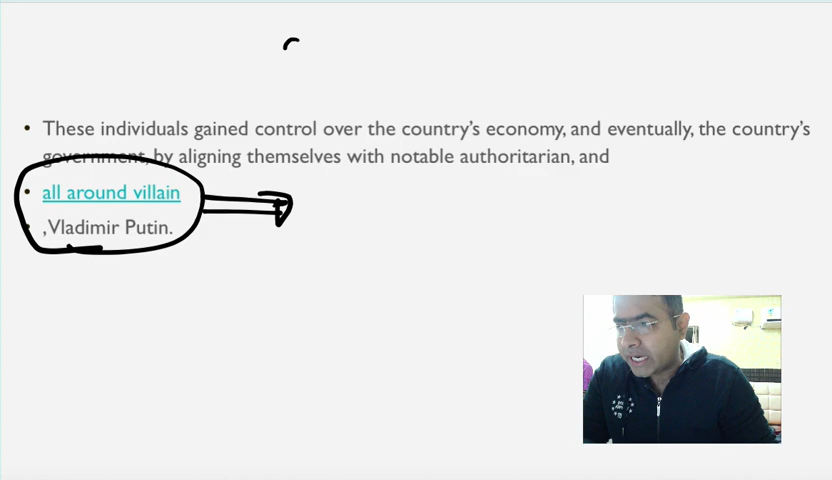 • These individuals gained control over the country's economy, and eventually, the country's
government, by aligning themselves with notable authoritarian, and
• all around villain
• , Vladimir Putin.